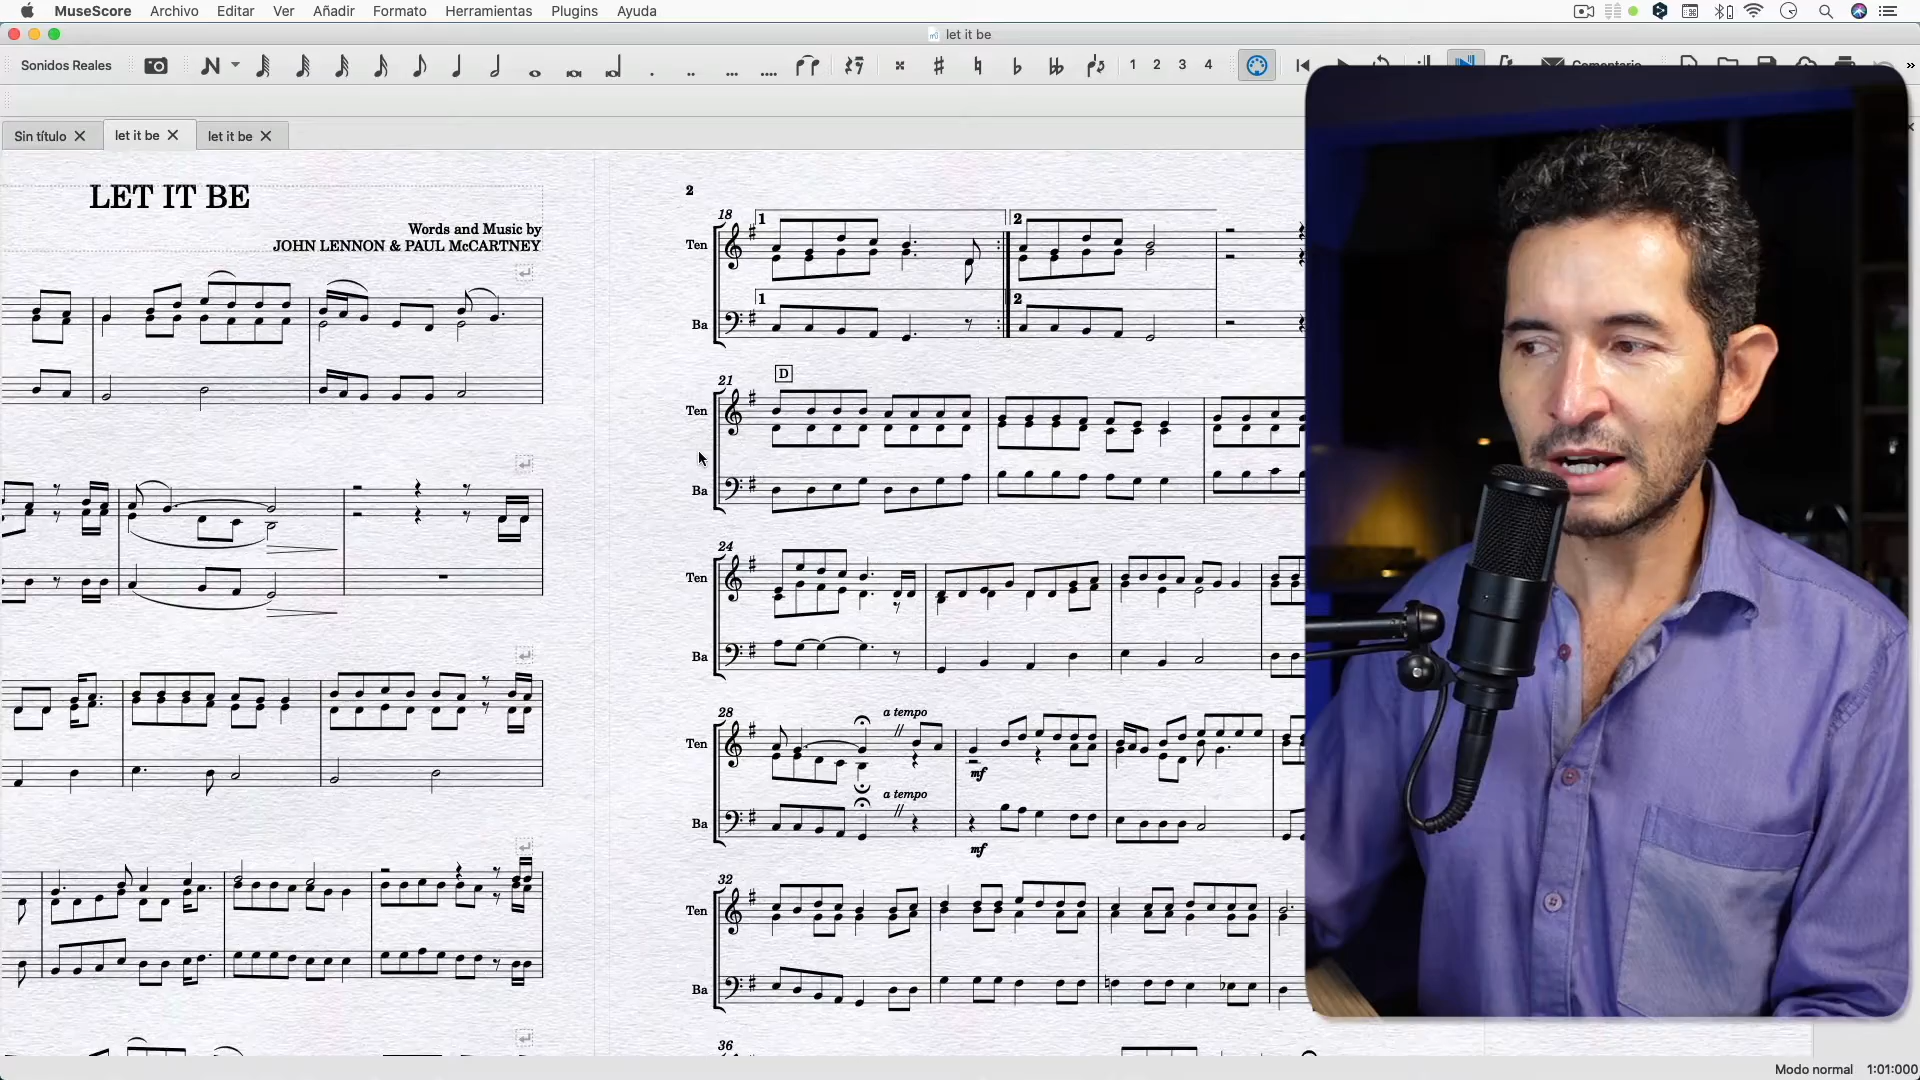 MuseScore Archivo Editar Ver Añadir Formato Herramientas Plugins Ayuda
let it be
Sonidos Reales
1 2 3 4
Comentario
»
Sin título
let it be
let it be
LET IT BE
Words and Music by
JOHN LENNON & PAUL McCARTNEY
2
18
1
2
Ten
1
2
Ba
D
21
Ten
Ba
24
Ten
Ba
a tempo
28
Ten
mf
a tempo
Ba
mf
32
Ten
Ba
36
Modo normal 1:01:000